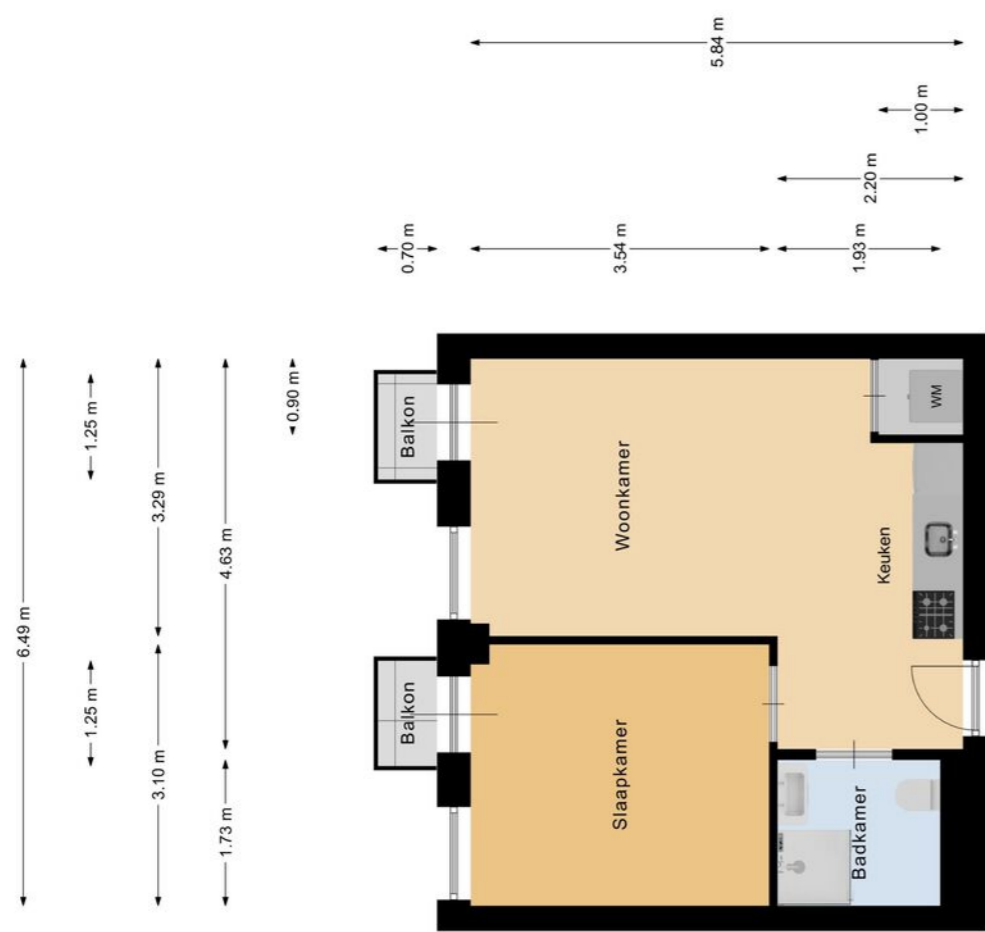 5.84 m
1.00 m
2.20 m
0.70 m
3.54 m
1.93 m
6.49 m
1.25 m
1.25 m
3.29 m
3.10 m
4.63 m
1.73 m
0.90 m
Balkon
Balkon
Woonkamer
WM
Keuken
Slaapkamer
Badkamer